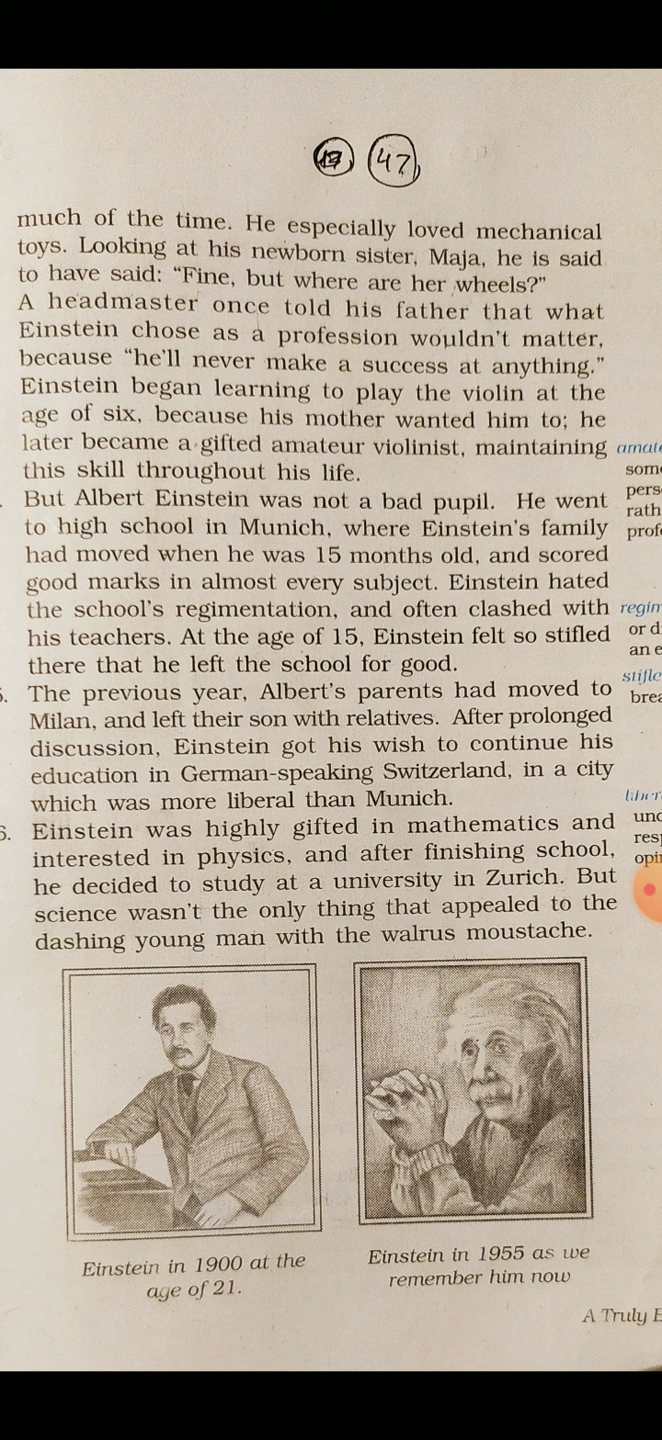 47
much of the time. He especially loved mechanical
toys. Looking at his newborn sister, Maja, he is said
to have said: “Fine, but where are her wheels?”
A headmaster once told his father that what
Einstein chose as a profession wouldn’t matter,
because “he’ll never make a success at anything.”
Einstein began learning to play the violin at the
age of six, because his mother wanted him to; he
later became a gifted amateur violinist, maintaining
this skill throughout his life.
But Albert Einstein was not a bad pupil. He went
to high school in Munich, where Einstein’s family
had moved when he was 15 months old, and scored
good marks in almost every subject. Einstein hated
the school’s regimentation, and often clashed with
his teachers. At the age of 15, Einstein felt so stifled
there that he left the school for good.
5. The previous year, Albert’s parents had moved to
Milan, and left their son with relatives. After prolonged
discussion, Einstein got his wish to continue his
education in German-speaking Switzerland, in a city
which was more liberal than Munich.
6. Einstein was highly gifted in mathematics and
interested in physics, and after finishing school,
he decided to study at a university in Zurich. But
science wasn’t the only thing that appealed to the
dashing young man with the walrus moustache.
or d
an e
Einstein in 1900 at the
age of 21.
Einstein in 1955 as we
remember him now
A Truly